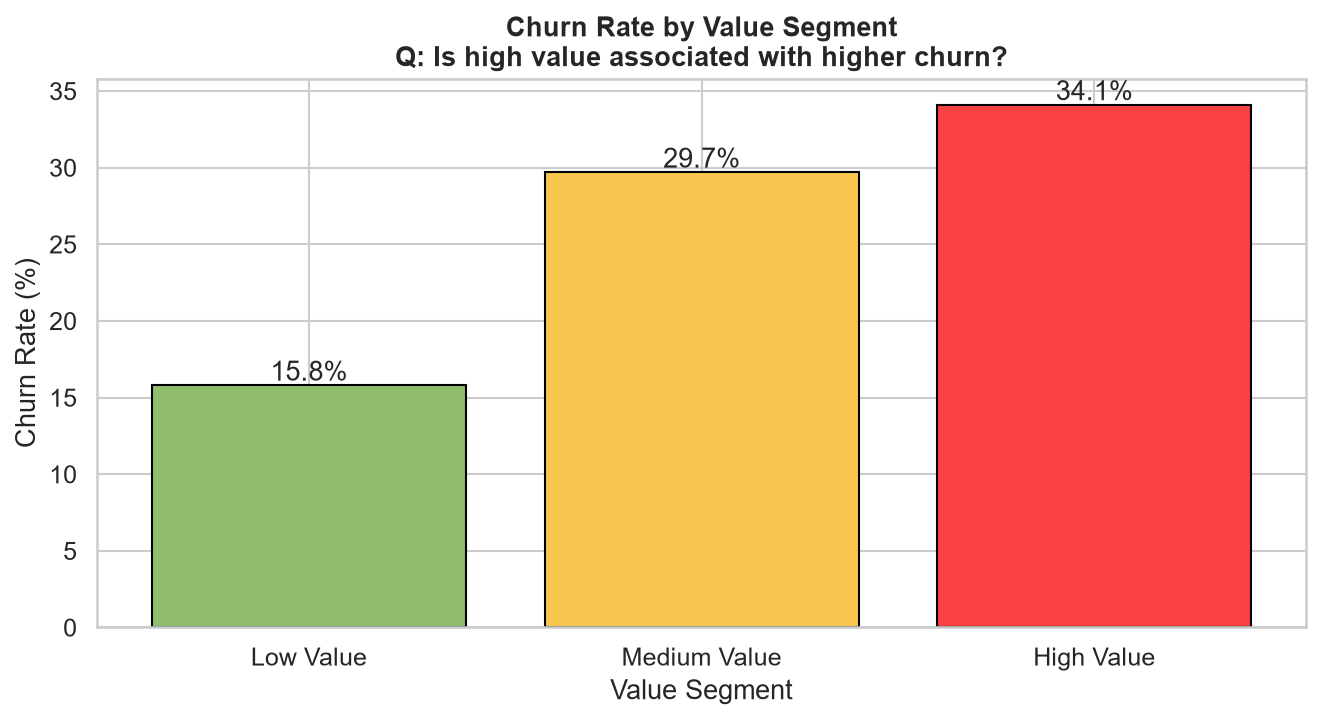 Churn Rate by Value Segment
Q: Is high value associated with higher churn?
35
30
25
20
15
10
5
0
Churn Rate (%)
15.8%
29.7%
34.1%
Low Value
Medium Value
High Value
Value Segment